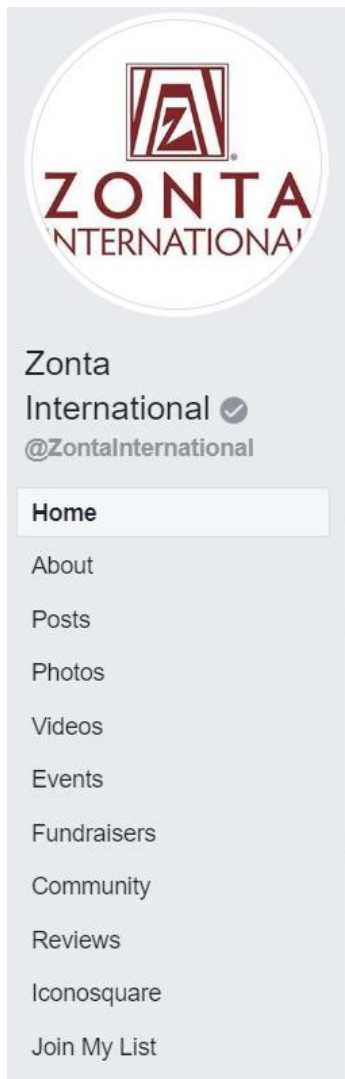 ZONTA
INTERNATIONAL
Zonta
International
@ZontaInternational
Home
About
Posts
Photos
Videos
Events
Fundraisers
Community
Reviews
Iconosquare
Join My List